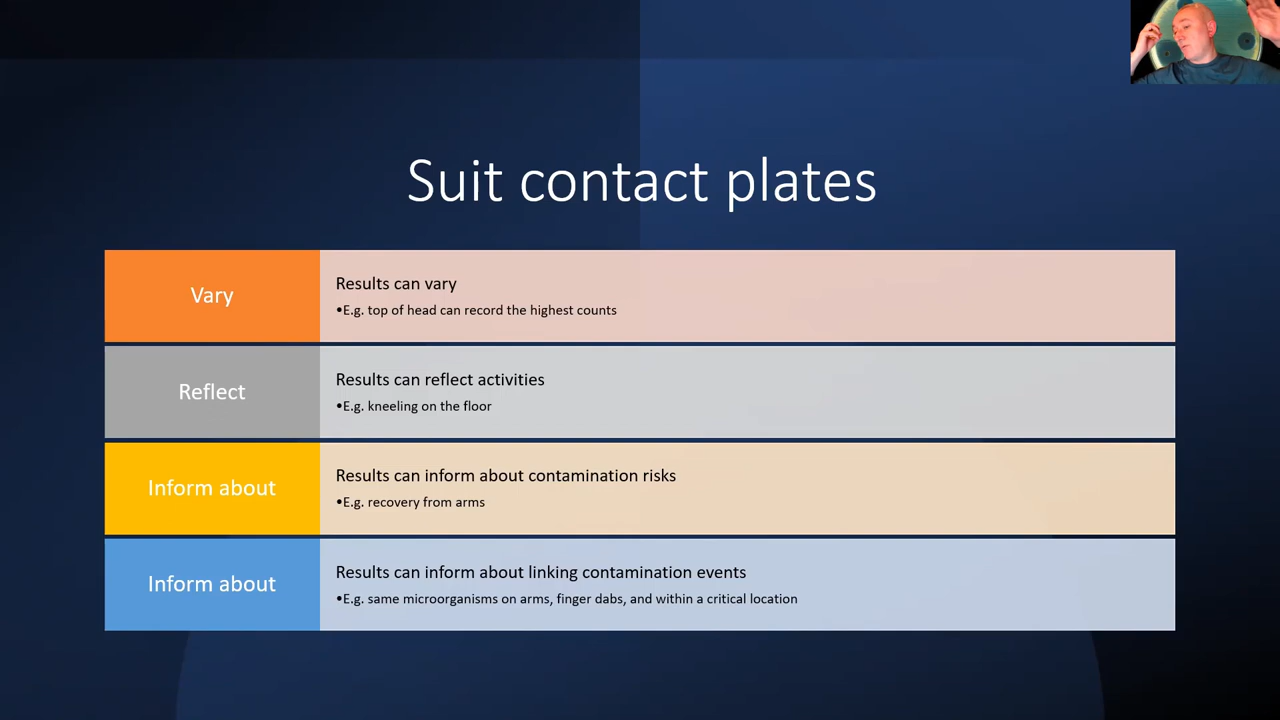 Suit contact plates
Vary
Results can vary
•E.g. top of head can record the highest counts
Reflect
Results can reflect activities
•E.g. kneeling on the floor
Inform about
Results can inform about contamination risks
•E.g. recovery from arms
Inform about
Results can inform about linking contamination events
•E.g. same microorganisms on arms, finger dabs, and within a critical location